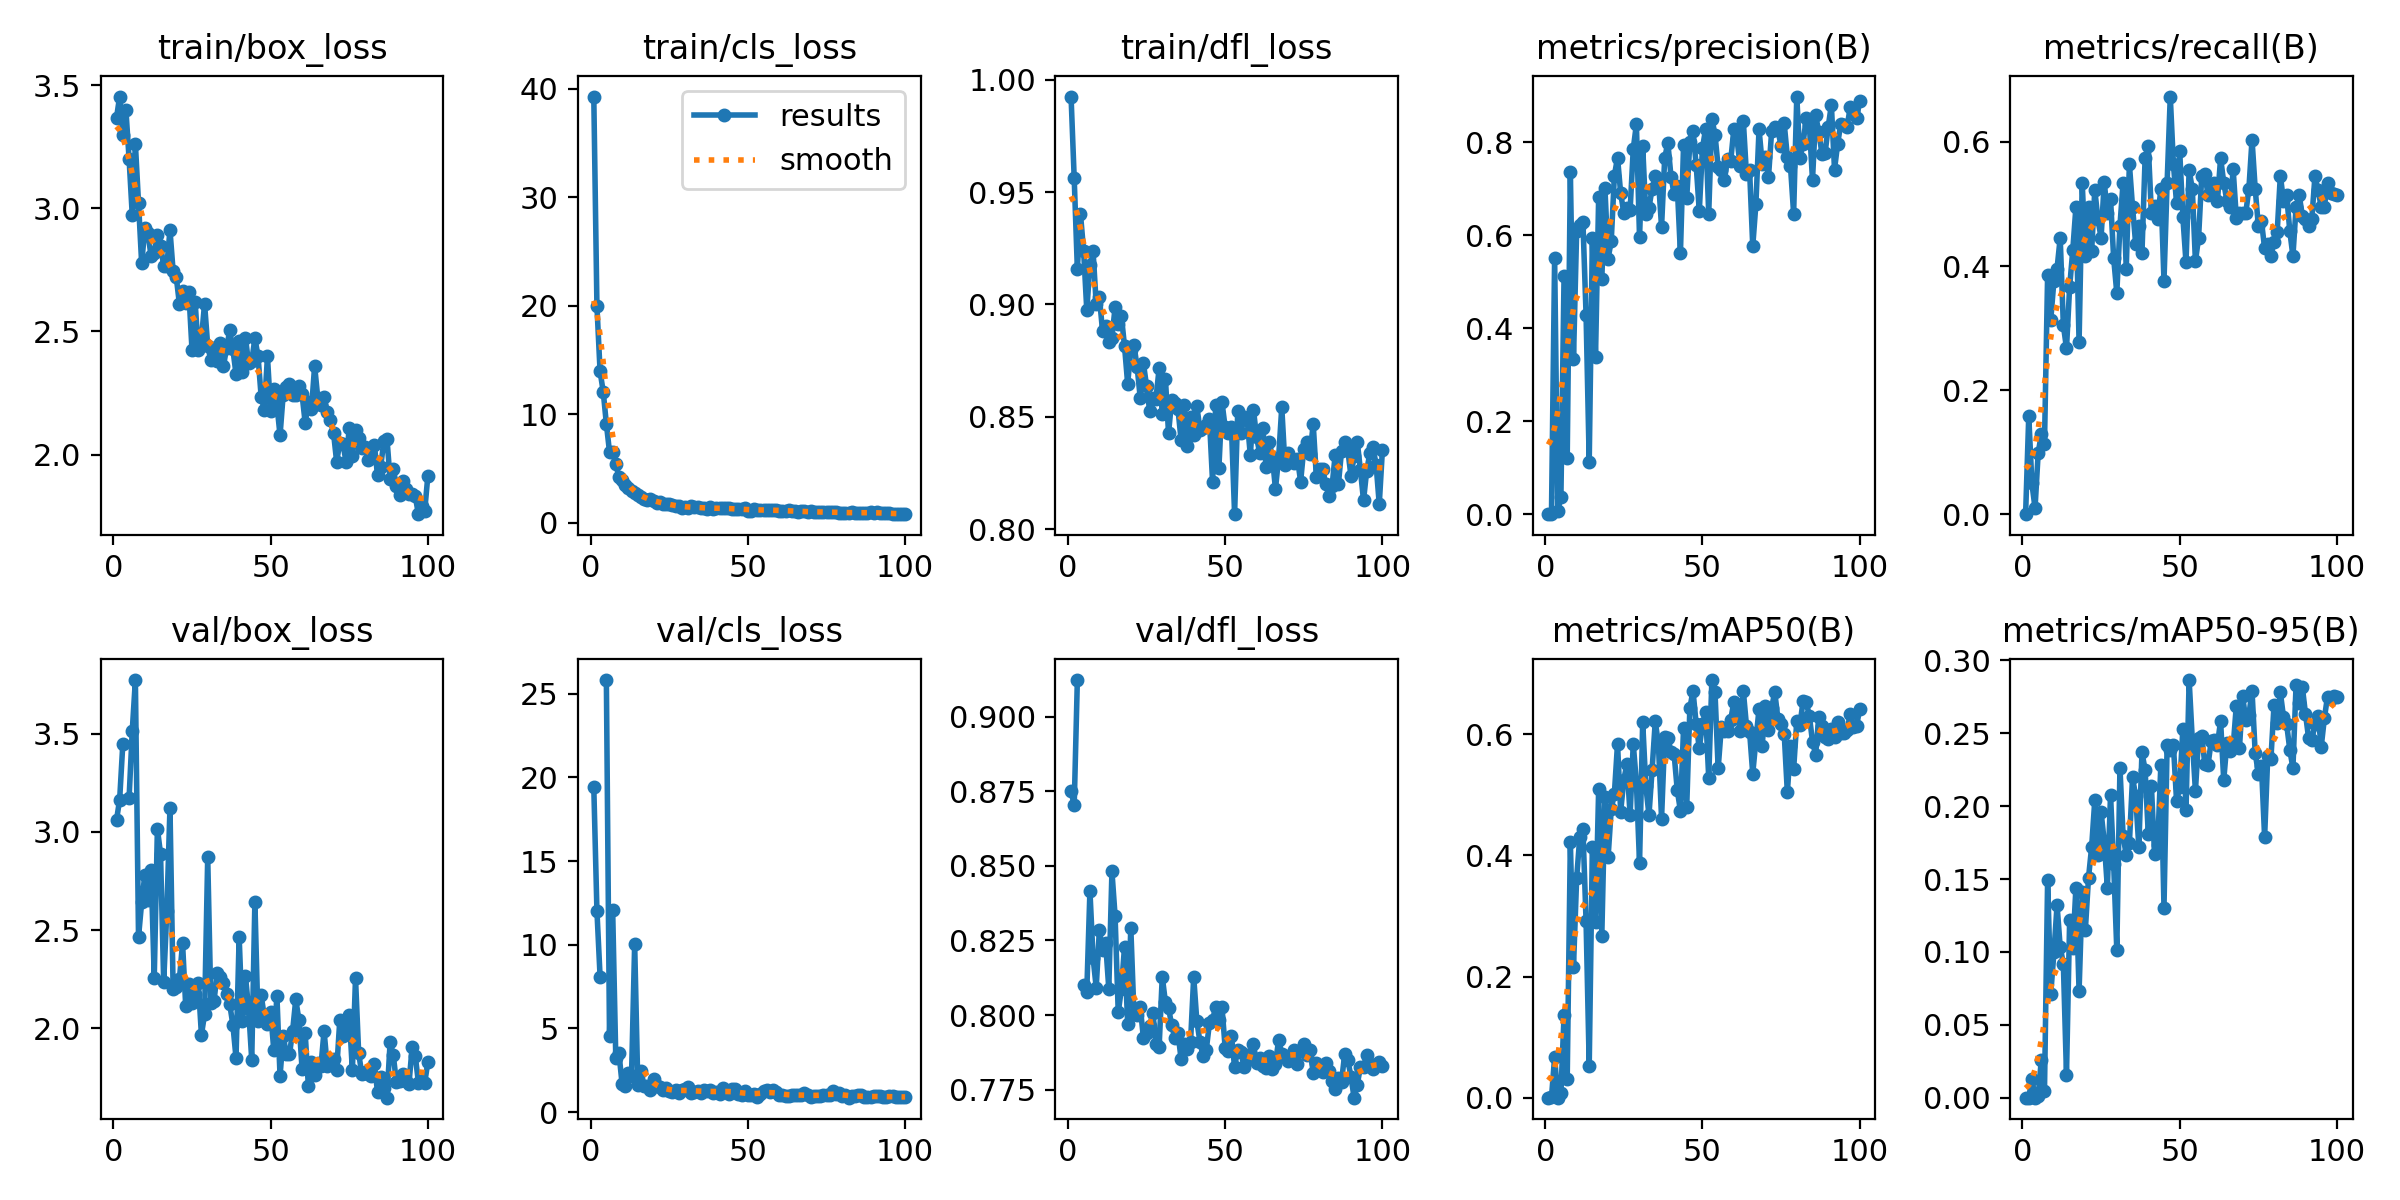 train/box_loss
3.5
3.0
2.5
2.0
0 50 100
train/cls_loss
results
smooth
40
30
20
10
0
0 50 100
train/dfl_loss
1.00
0.95
0.90
0.85
0.80
0 50 100
metrics/precision(B)
0.8
0.6
0.4
0.2
0.0
0 50 100
metrics/recall(B)
0.6
0.4
0.2
0.0
0 50 100
val/box_loss
3.5
3.0
2.5
2.0
0 50 100
val/cls_loss
25
20
15
10
5
0
0 50 100
val/dfl_loss
0.900
0.875
0.850
0.825
0.800
0.775
0 50 100
metrics/mAP50(B)
0.6
0.4
0.2
0.0
0 50 100
metrics/mAP50-95(B)
0.30
0.25
0.20
0.15
0.10
0.05
0.00
0 50 100